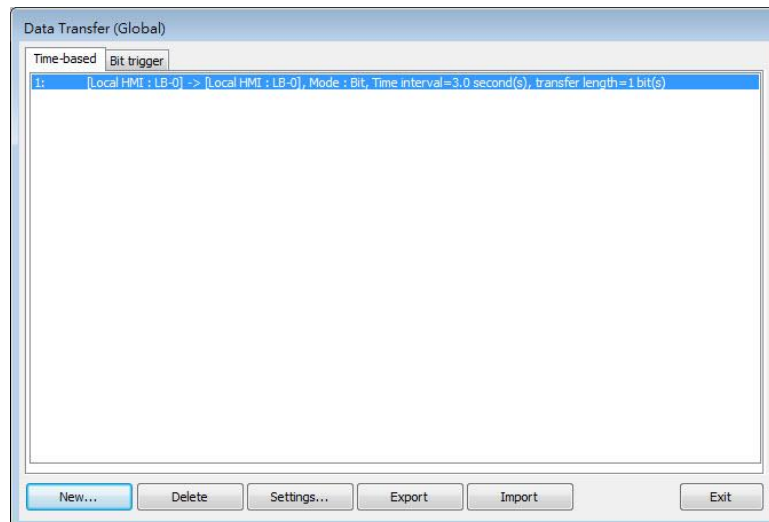 Data Transfer (Global)
Time-based Bit trigger
1: [Local HMI : LB-0] -> [Local HMI : LB-0], Mode : Bit, Time interval=3.0 second(s), transfer length=1 bit(s)
New... Delete Settings... Export Import Exit